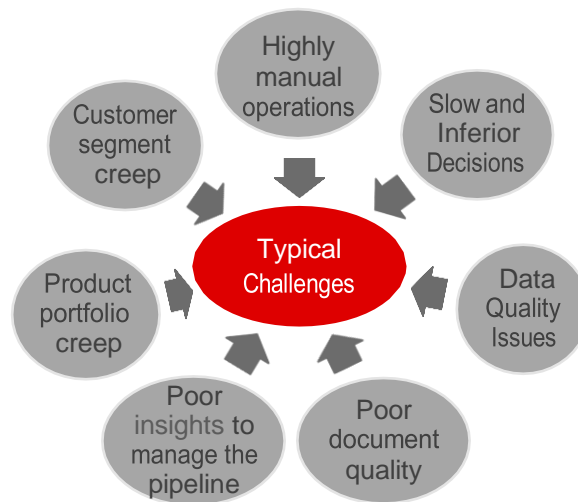 Highly
manual
operations
Slow and
Inferior
Decisions
Data
Quality
Issues
Poor
document
quality
Poor
insights to
manage the
pipeline
Product
portfolio
creep
Customer
segment
creep
Typical
Challenges